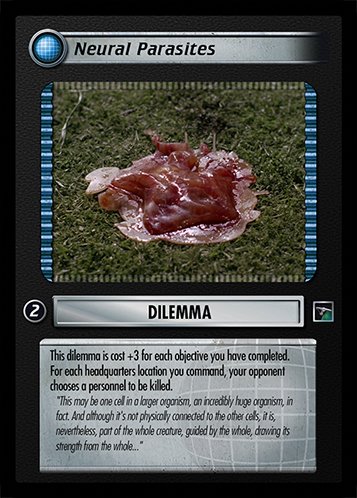 Neural Parasites
2
DILEMMA
This dilemma is cost +3 for each objective you have completed.
For each headquarters location you command, your opponent
chooses a personnel to be killed.
"This may be one cell in a larger organism, an incredibly huge organism, in
fact. And although it's not physically connected to the other cells, it is,
nevertheless, part of the whole creature, guided by the whole, drawing its
strength from the whole..."